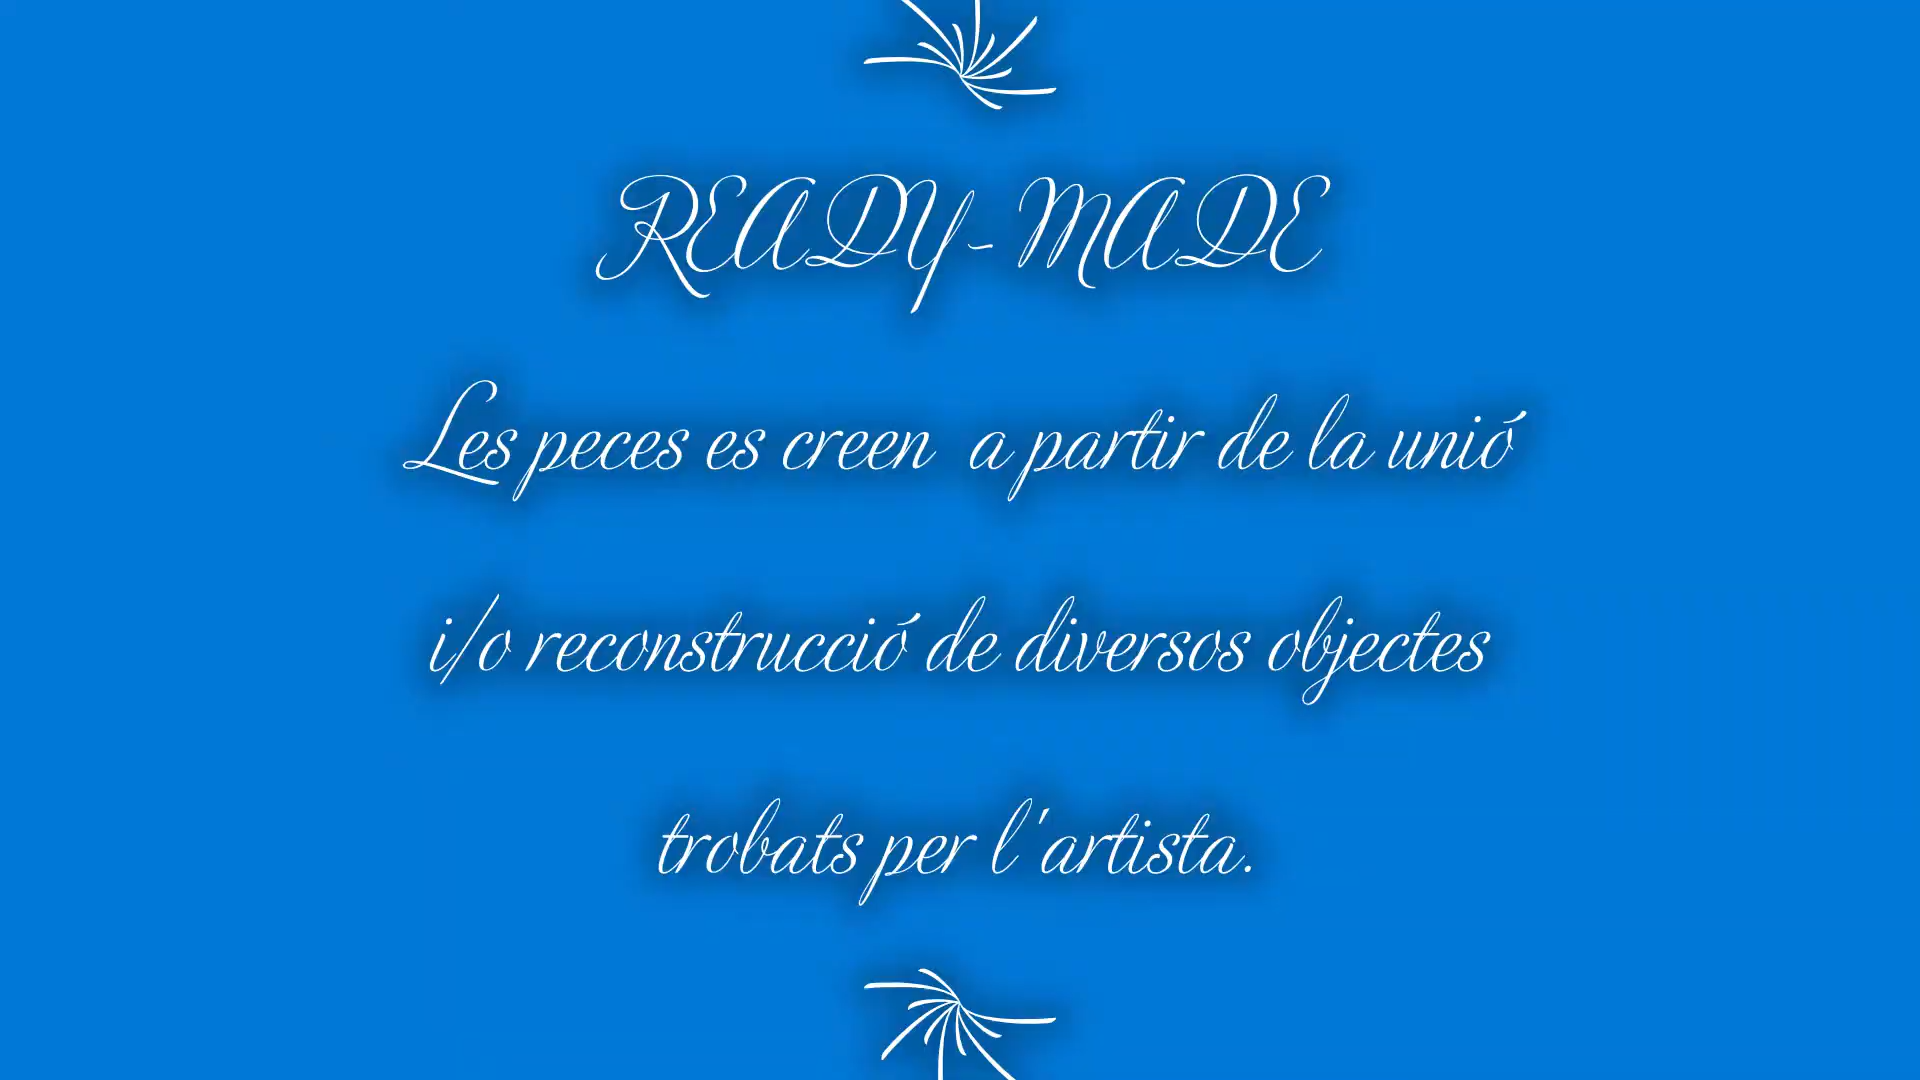 READY-MADE
Les peces es creen  a partir de la unió
i/o reconstrucció de diversos objectes
trobats per l'artista.